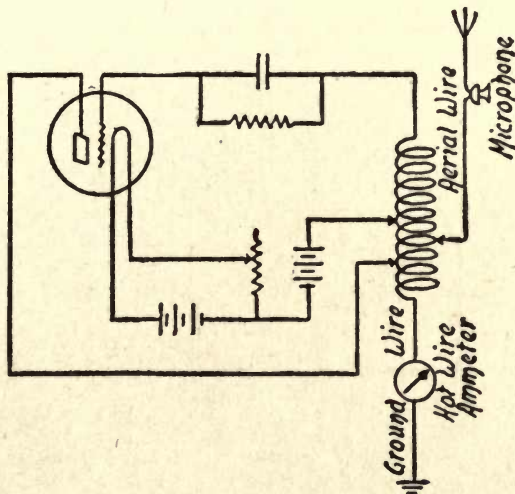 Aerial Wire
Microphone
Ground Wire
Hot Wire
Ammeter